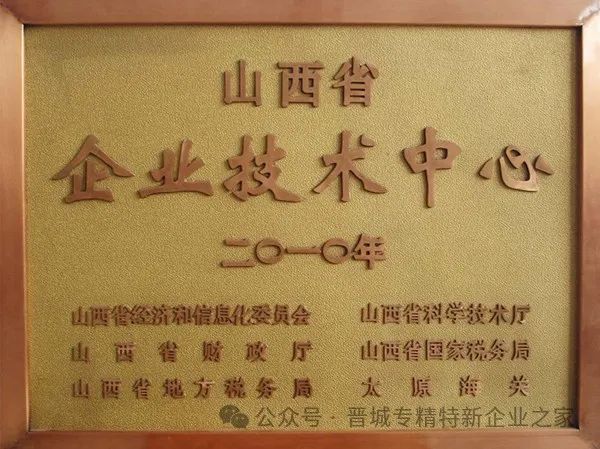 山西省
企业技术中心
二〇一〇年
山西省经济和信息化委员会 山西省科学技术厅
山西省财政厅 山西省国家税务局
山西省地方税务局 太原海关
公众号·晋城专精特新企业之家